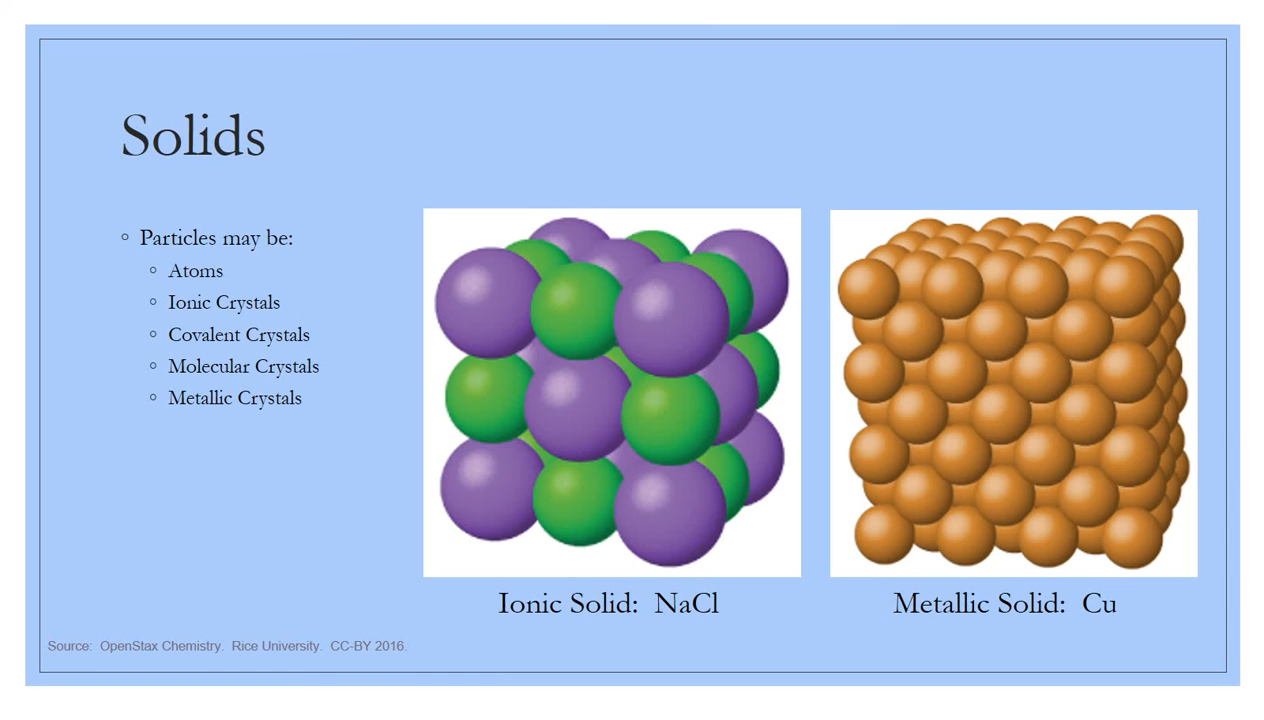 Solids
Particles may be:
Atoms
Ionic Crystals
Covalent Crystals
Molecular Crystals
Metallic Crystals
Ionic Solid:  NaCl
Metallic Solid:  Cu
Source:  OpenStax Chemistry.  Rice University.  CC-BY 2016.